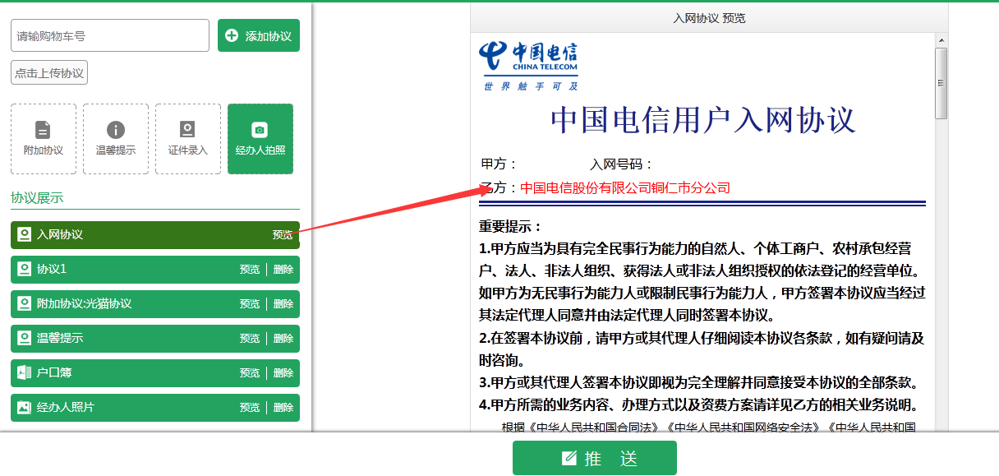 请输购物车号
添加协议
点击上传协议
附加协议
温馨提示
证件录入
经办人拍照
协议展示
入网协议 预览
协议1 预览 删除
附加协议:光猫协议 预览 删除
温馨提示 预览 删除
户口簿 预览 删除
经办人照片 预览 删除
入网协议 预览
中国电信
CHINA TELECOM
世界触手可及
中国电信用户入网协议
甲方： 入网号码：
乙方：中国电信股份有限公司铜仁市分公司
重要提示：
1.甲方应当为具有完全民事行为能力的自然人、个体工商户、农村承包经营
户、法人、非法人组织、获得法人或非法人组织授权的依法登记的经营单位。
如甲方为无民事行为能力人或限制民事行为能力人，甲方签署本协议应当经过
其法定代理人同意并由法定代理人同时签署本协议。
2.在签署本协议前，请甲方或其代理人仔细阅读本协议各条款，如有疑问请及
时咨询。
3.甲方或其代理人签署本协议即视为完全理解并同意接受本协议的全部条款。
4.甲方所需的业务内容、办理方式以及资费方案请详见乙方的相关业务说明。
根据《中华人民共和国合同法》《中华人民共和国网络安全法》《中华人民共和国
推 送